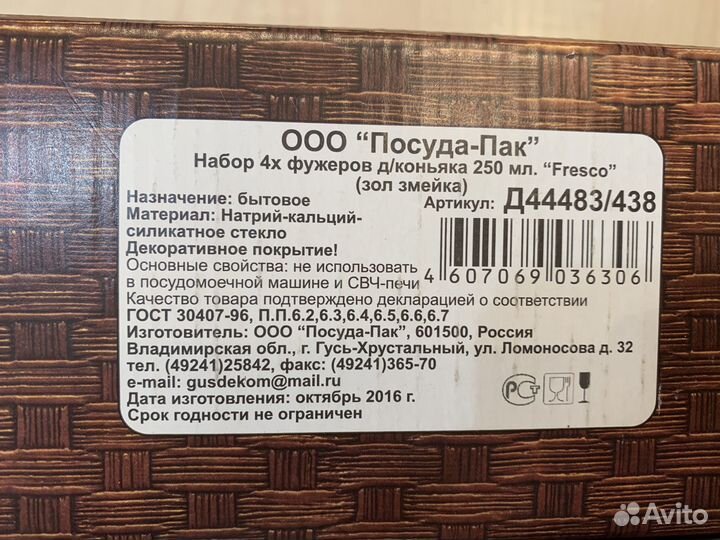 ООО “Посуда-Пак”
Набор 4х фужеров д/коньяка 250 мл. “Fresco”
(зол змейка)
Назначение: бытовое
Артикул: Д44483/438
Материал: Натрий-кальций-
силикатное стекло
Декоративное покрытие!
Основные свойства: не использовать
в посудомоечной машине и СВЧ-печи
4 607069 036306
Качество товара подтверждено декларацией о соответствии
ГОСТ 30407-96, П.П.6.2,6.3,6.4,6.5,6.6,6.7
Изготовитель: ООО “Посуда-Пак”, 601500, Россия
Владимирская обл., г. Гусь-Хрустальный, ул. Ломоносова д. 32
тел. (49241)25842, факс: (49241)365-70
e-mail: gusdekom@mail.ru
Дата изготовления: октябрь 2016 г.
Срок годности не ограничен
РСТ
Avito